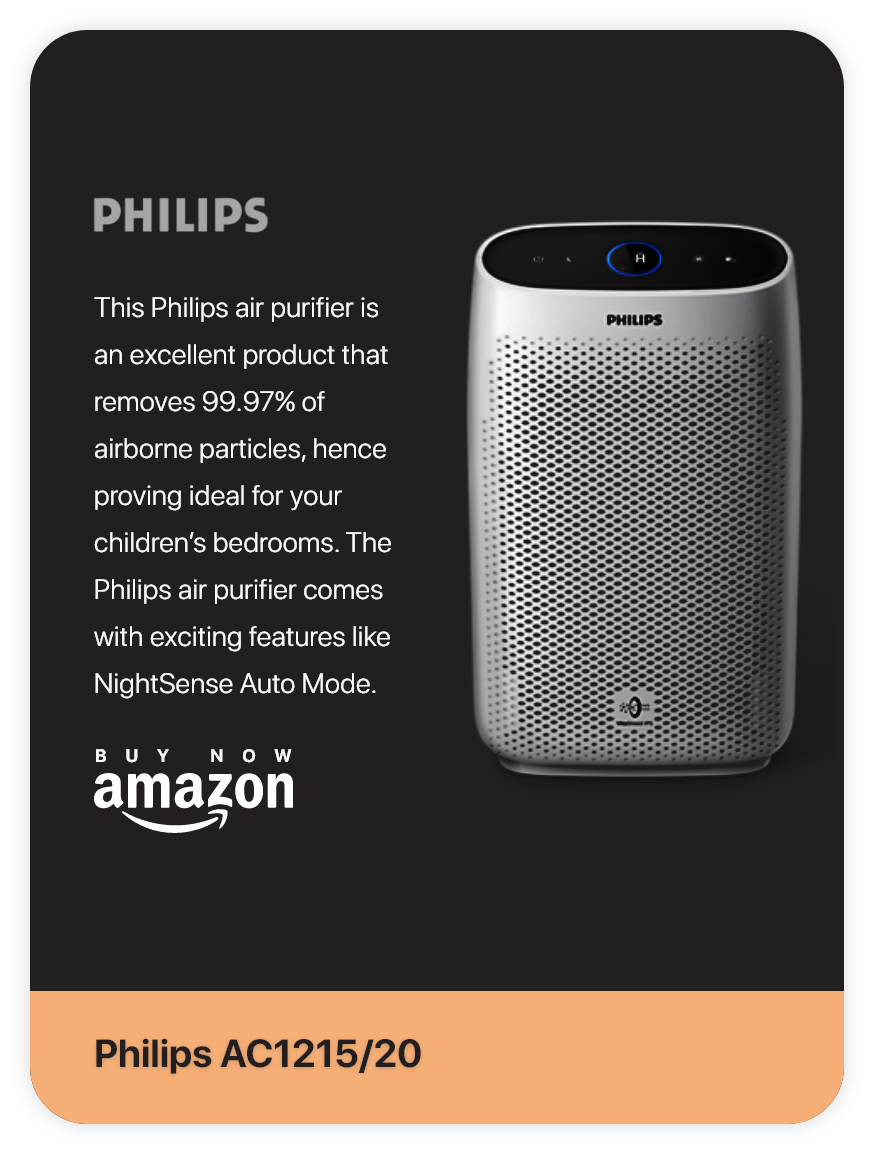 PHILIPS
This Philips air purifier is
an excellent product that
removes 99.97% of
airborne particles, hence
proving ideal for your
children’s bedrooms. The
Philips air purifier comes
with exciting features like
NightSense Auto Mode.
BUY NOW
amazon
PHILIPS
Philips AC1215/20